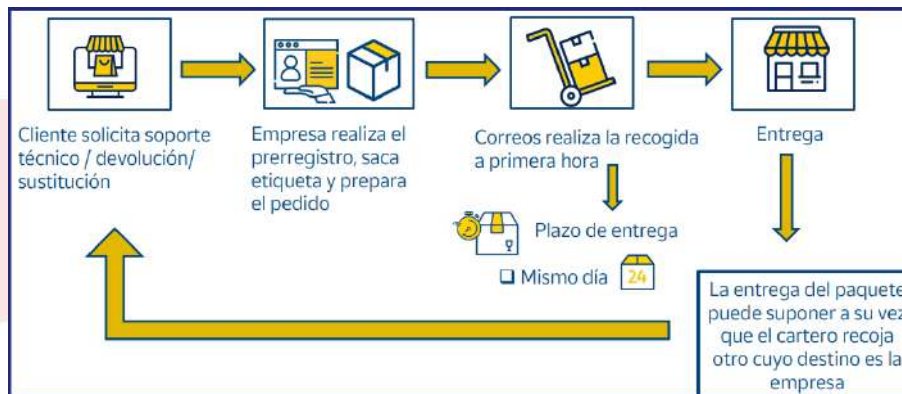 Cliente solicita soporte
técnico / devolución/
sustitución
Empresa realiza el
prerregistro, saca
etiqueta y prepara
el pedido
Correos realiza la recogida
a primera hora
Entrega
Plazo de entrega
Mismo día
24
La entrega del paquete
puede suponer a su vez
que el cartero recoja
otro cuyo destino es la
empresa